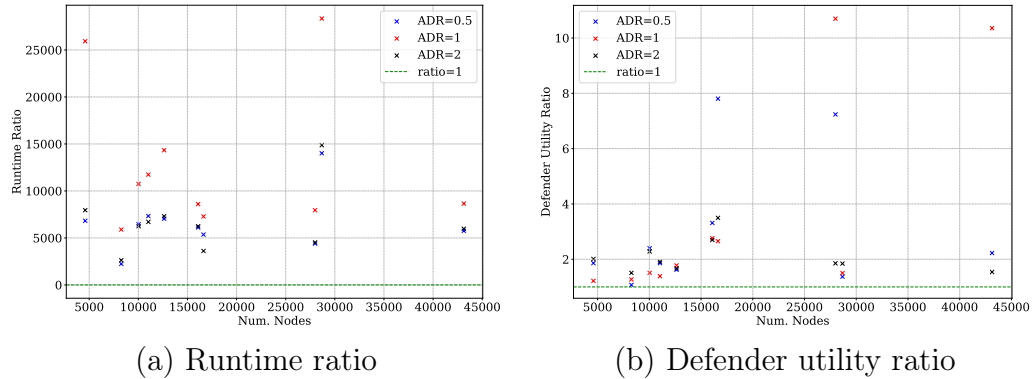 ADR=0.5
ADR=1
ADR=2
ratio=1
Runtime Ratio
25000
20000
15000
10000
5000
0
5000 10000 15000 20000 25000 30000 35000 40000 45000
Num. Nodes
(a) Runtime ratio
ADR=0.5
ADR=1
ADR=2
ratio=1
Defender Utility Ratio
10
8
6
4
2
5000 10000 15000 20000 25000 30000 35000 40000 45000
Num. Nodes
(b) Defender utility ratio